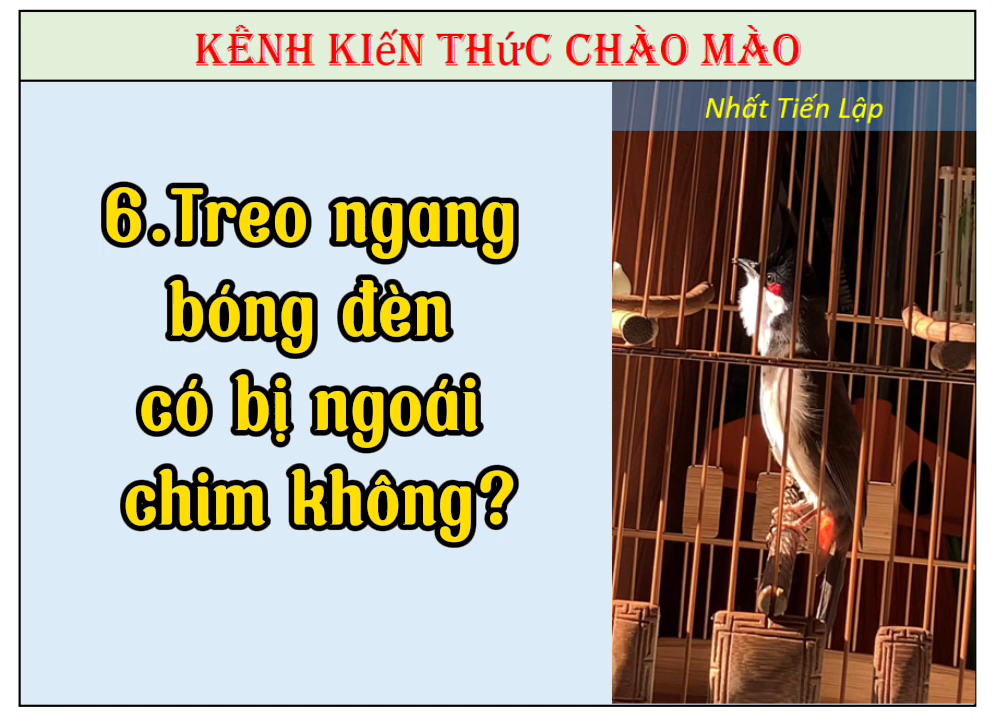 KÊNH KIẾN THỨC CHÀO MÀO
Nhất Tiến Lập
6.Treo ngang
bóng đèn
có bị ngoái
chim không?